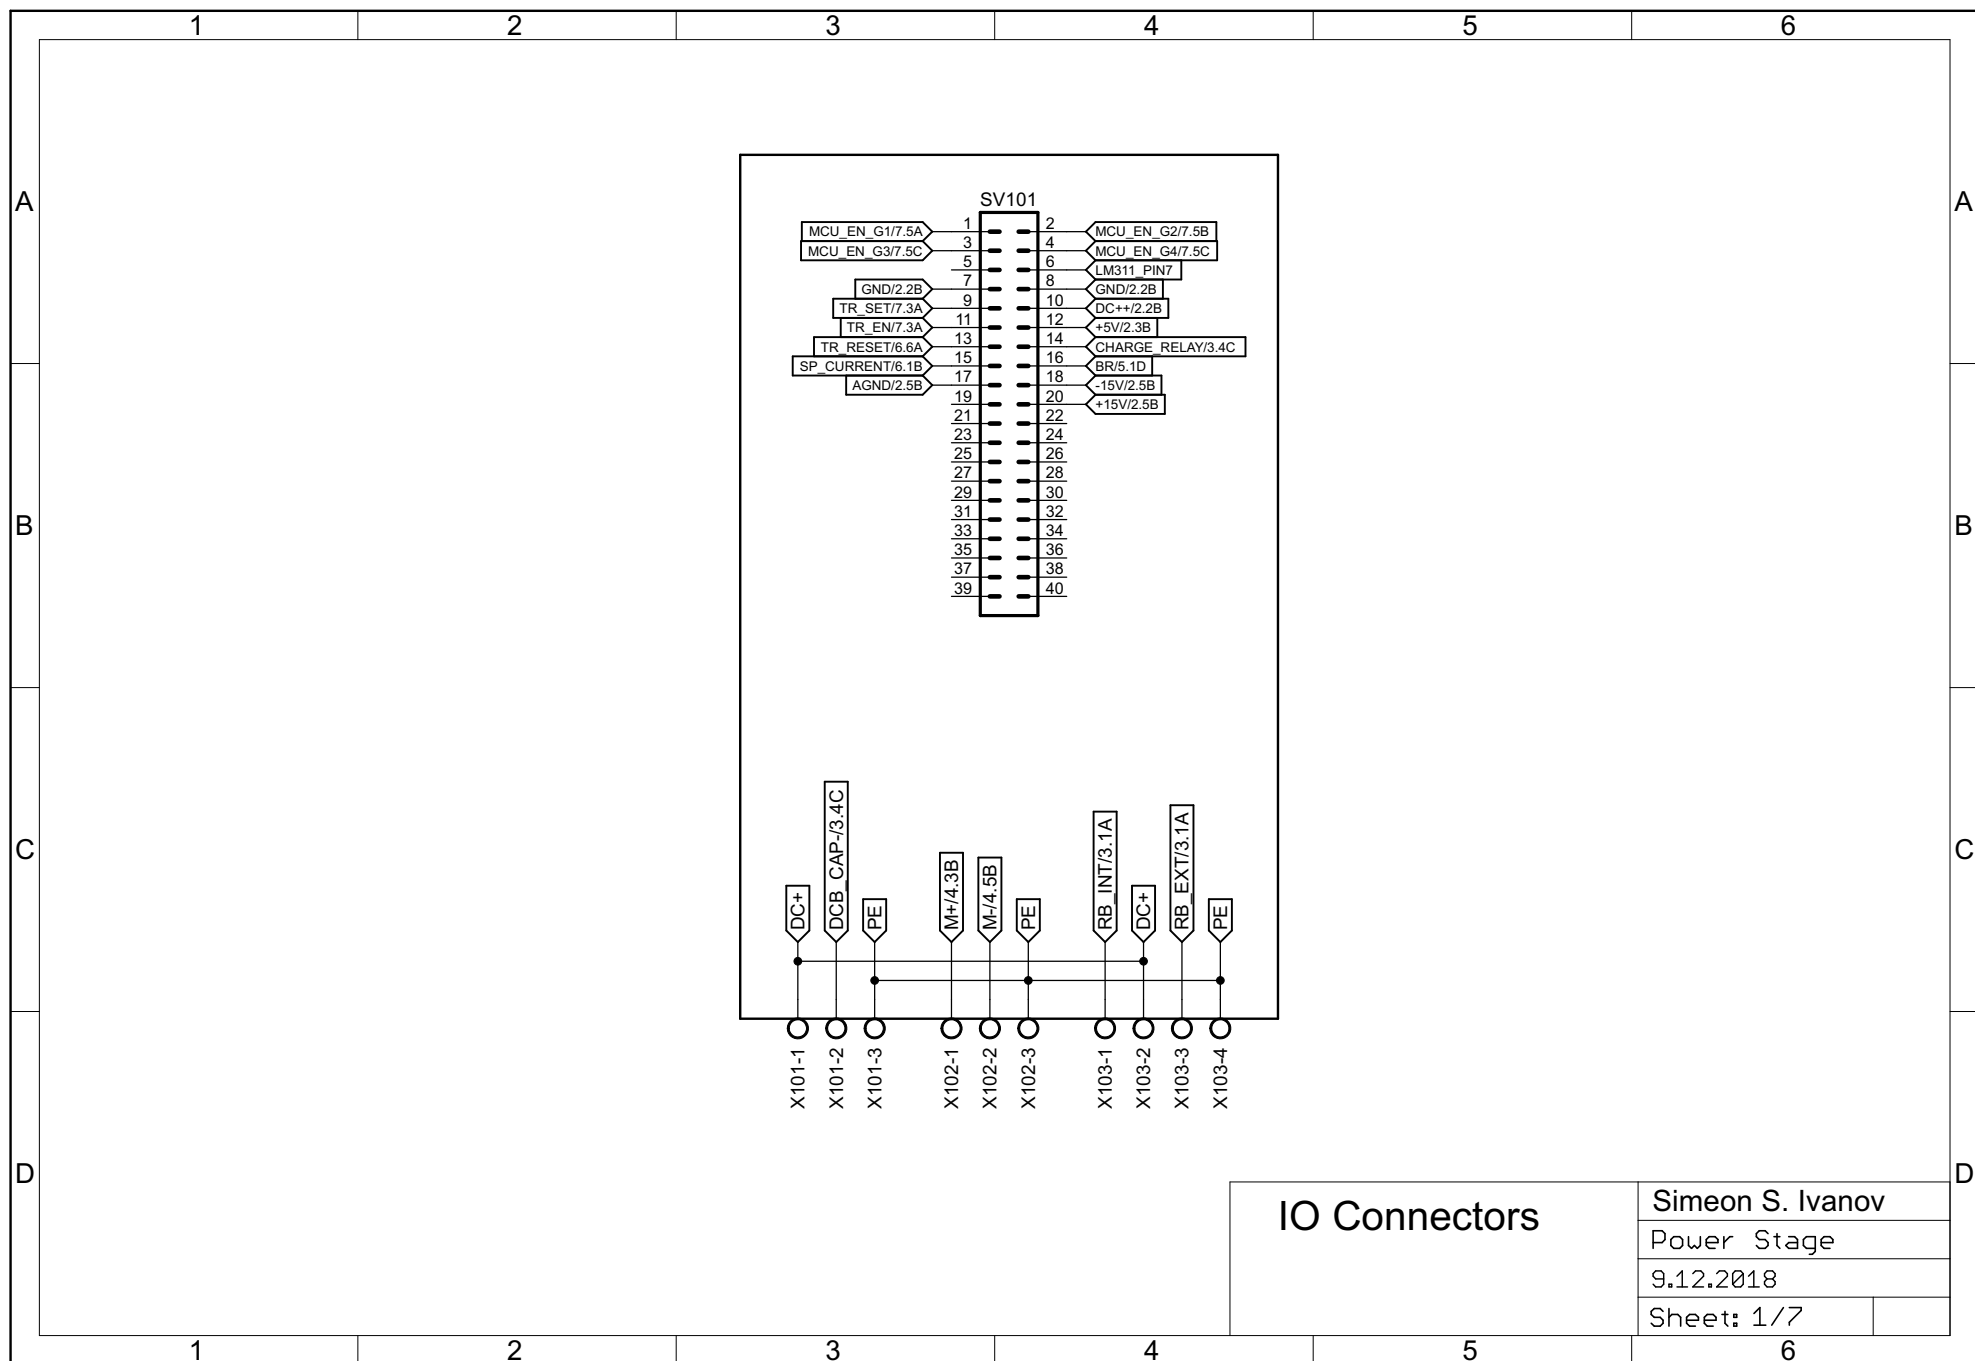 1 2 3 4 5 6
A A
SV101
MCU_EN_G1/7.5A 1 2 MCU_EN_G2/7.5B
MCU_EN_G3/7.5C 3 4 MCU_EN_G4/7.5C
5 6 LM311_PIN7
GND/2.2B 7 8 GND/2.2B
TR_SET/7.3A 9 10 DC++/2.2B
TR_EN/7.3A 11 12 +5V/2.3B
TR_RESET/6.6A 13 14 CHARGE_RELAY/3.4C
SP_CURRENT/6.1B 15 16 BR/5.1D
AGND/2.5B 17 18 -15V/2.5B
19 20 +15V/2.5B
21 22
23 24
25 26
27 28
29 30
B 31 32 B
33 34
35 36
37 38
39 40
C C
DC+ DCB_CAP-/3.4C PE M+/4.3B M-/4.5B PE RB_INT/3.1A DC+ RB_EXT/3.1A PE
X101-1 X101-2 X101-3 X102-1 X102-2 X102-3 X103-1 X103-2 X103-3 X103-4
D D
IO Connectors
Simeon S. Ivanov
Power Stage
9.12.2018
Sheet: 1/7
1 2 3 4 5 6